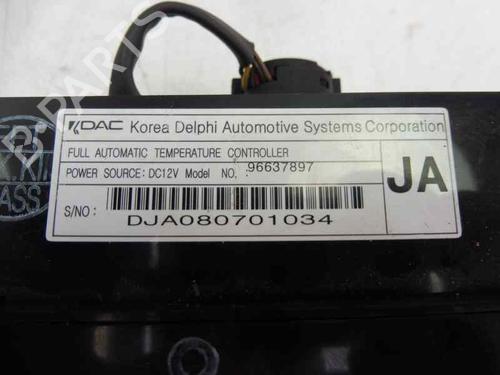 KDAC Korea Delphi Automotive Systems Corporation
FULL AUTOMATIC TEMPERATURE CONTROLLER
POWER SOURCE: DC12V Model NO. : 96637897
JA
S/NO :
DJA080701034
ASS